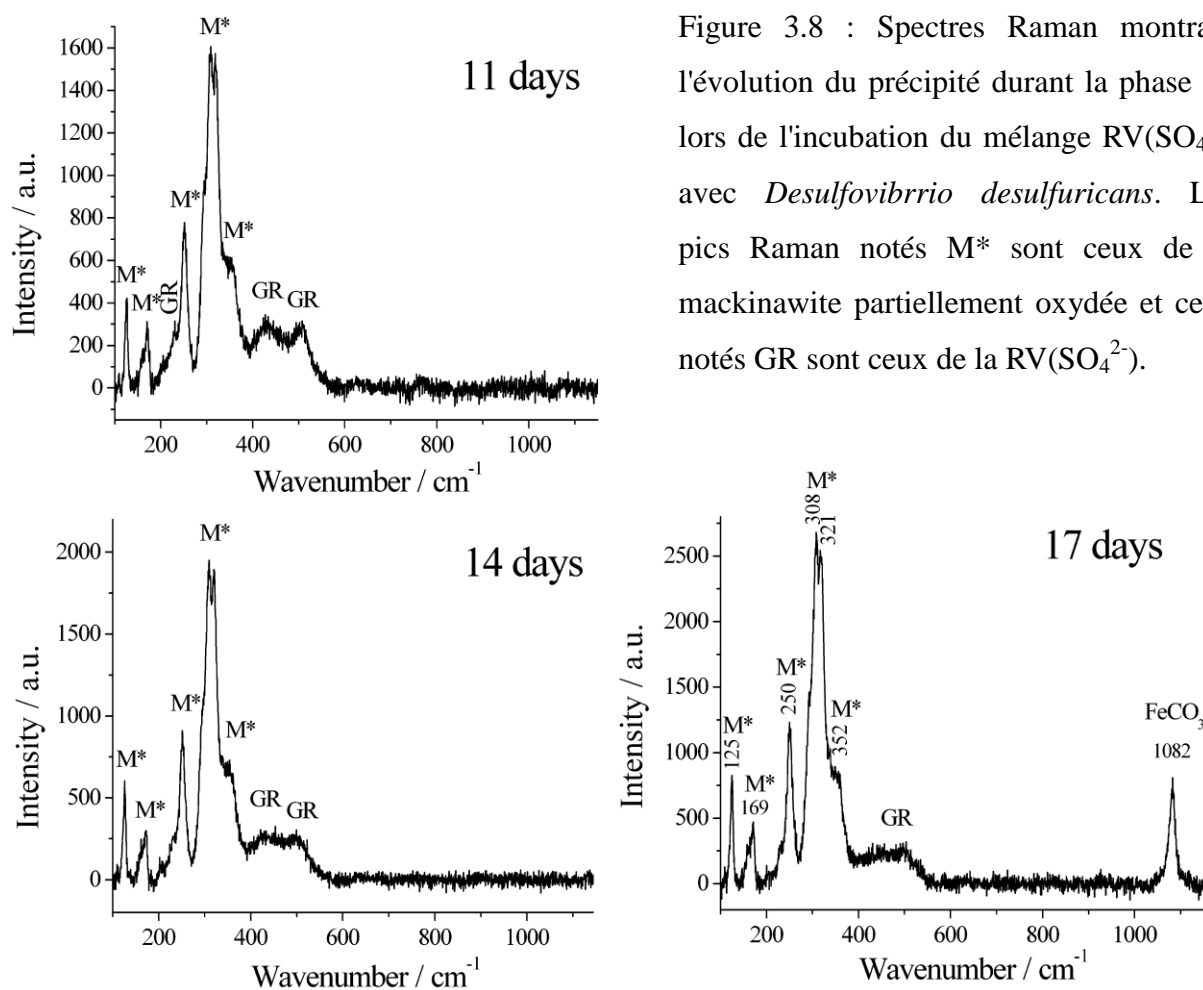 Figure 3.8 : Spectres Raman montra
l'évolution du précipité durant la phase
lors de l'incubation du mélange RV(SO₄
avec Desulfovibrrio desulfuricans. L
pics Raman notés M* sont ceux de
mackinawite partiellement oxydée et ce
notés GR sont ceux de la RV(SO₄²⁻).
11 days
Intensity / a.u.
1600
1400
1200
1000
800
600
400
200
0
M*
M*
GR
M*
M*
M*
GR
GR
200
400
600
800
1000
Wavenumber / cm⁻¹
14 days
Intensity / a.u.
2000
1500
1000
500
0
M*
M*
M*
M*
M*
GR
GR
200
400
600
800
1000
Wavenumber / cm⁻¹
17 days
Intensity / a.u.
2500
2000
1500
1000
500
0
M*
125
M*
169
M*
250
M*
308
321
M*
352
GR
FeCO₃
1082
200
400
600
800
1000
Wavenumber / cm⁻¹